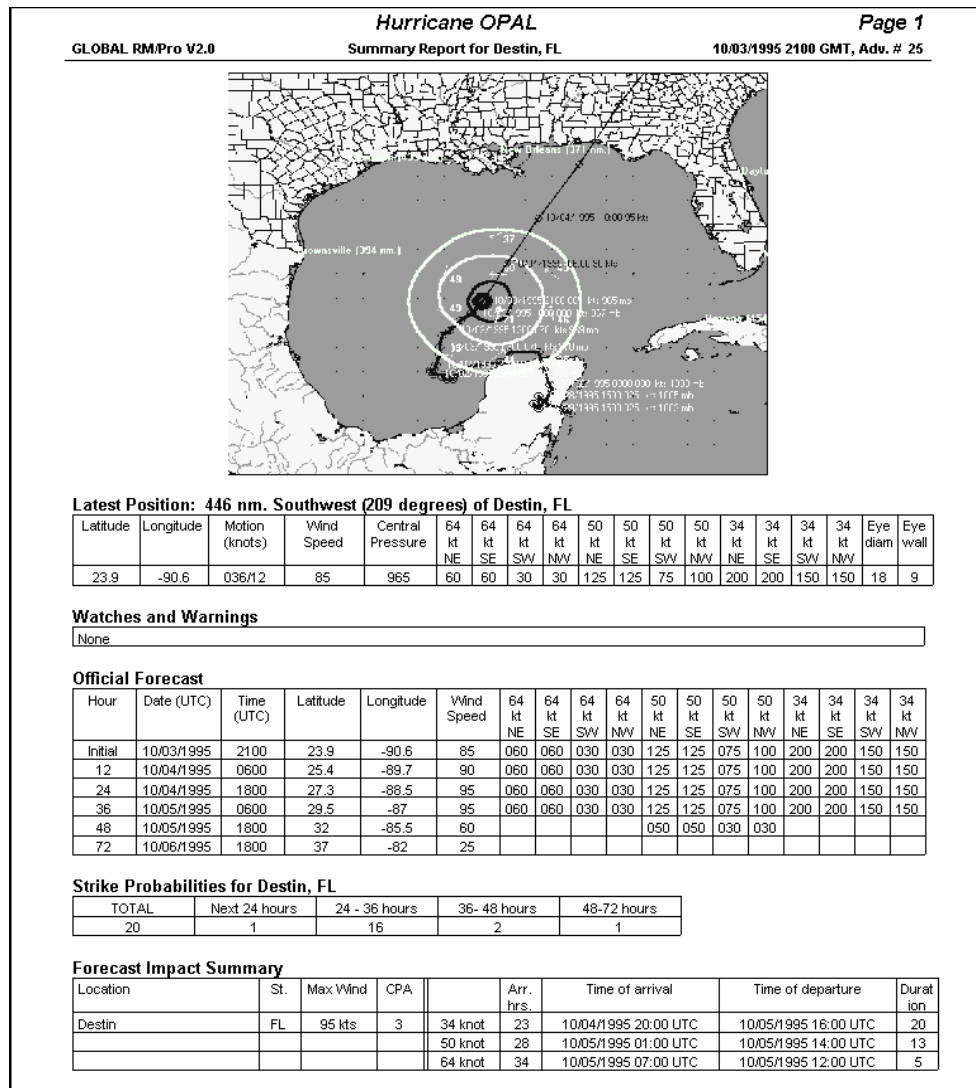 Hurricane OPAL
Page 1
GLOBAL RM/Pro V2.0
Summary Report for Destin, FL
10/03/1995 2100 GMT, Adv. # 25
(371 nm.)
(394 nm.)
37
49
49
Latest Position: 446 nm. Southwest (209 degrees) of Destin, FL
Latitude Longitude Motion (knots) Wind Speed Central Pressure 64 kt NE 64 kt SE 64 kt SW 64 kt NW 50 kt NE 50 kt SE 50 kt SW 50 kt NW 34 kt NE 34 kt SE 34 kt SW 34 kt NW Eye diam Eye wall
23.9 -90.6 036/12 85 965 60 60 30 30 125 125 75 100 200 200 150 150 18 9
Watches and Warnings
None
Official Forecast
Hour Date (UTC) Time (UTC) Latitude Longitude Wind Speed 64 kt NE 64 kt SE 64 kt SW 64 kt NW 50 kt NE 50 kt SE 50 kt SW 50 kt NW 34 kt NE 34 kt SE 34 kt SW 34 kt NW
Initial 10/03/1995 2100 23.9 -90.6 85 060 060 030 030 125 125 075 100 200 200 150 150
12 10/04/1995 0600 25.4 -89.7 90 060 060 030 030 125 125 075 100 200 200 150 150
24 10/04/1995 1800 27.3 -88.5 95 060 060 030 030 125 125 075 100 200 200 150 150
36 10/05/1995 0600 29.5 -87 95 060 060 030 030 125 125 075 100 200 200 150 150
48 10/05/1995 1800 32 -85.5 60 050 050 030 030
72 10/06/1995 1800 37 -82 25
Strike Probabilities for Destin, FL
TOTAL Next 24 hours 24 - 36 hours 36- 48 hours 48-72 hours
20 1 16 2 1
Forecast Impact Summary
Location St. Max Wind CPA Arr. hrs. Time of arrival Time of departure Durat ion
Destin FL 95 kts 3 34 knot 23 10/04/1995 20:00 UTC 10/05/1995 16:00 UTC 20
50 knot 28 10/05/1995 01:00 UTC 10/05/1995 14:00 UTC 13
64 knot 34 10/05/1995 07:00 UTC 10/05/1995 12:00 UTC 5